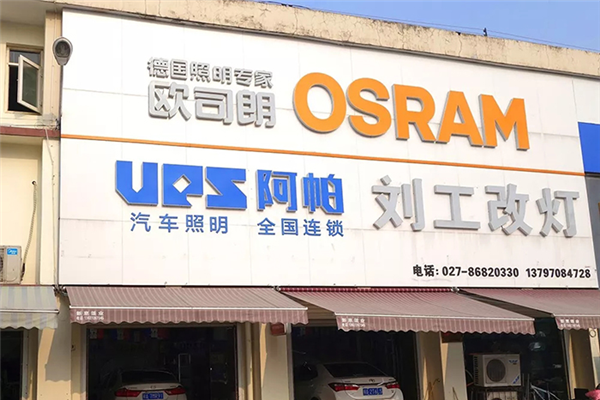 德国照明专家
欧司朗 OSRAM
UPS 阿帕
汽车照明 全国连锁
刘工改灯
电话: 027-86820330 13797084728